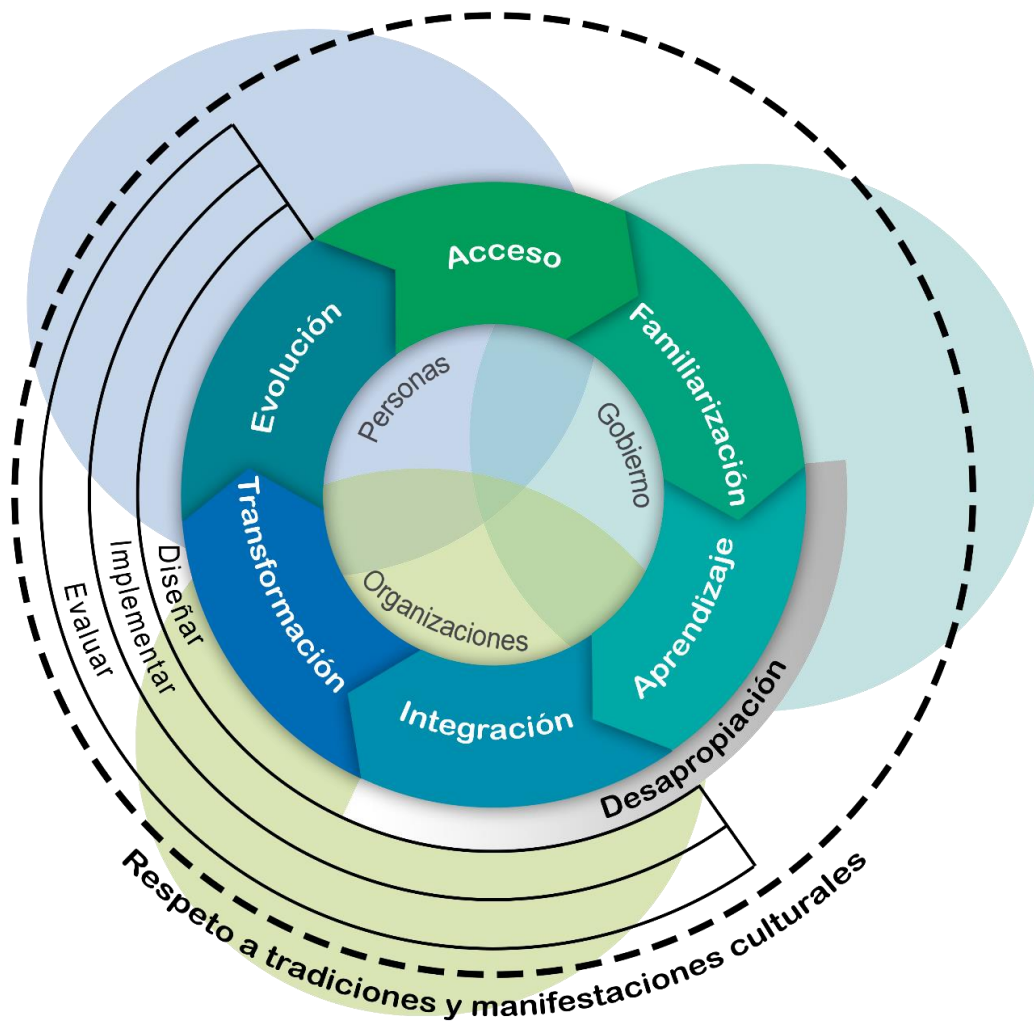 Acceso
Familiarización
Aprendizaje
Integración
Transformación
Evolución
Personas
Gobierno
Organizaciones
Diseñar
Implementar
Evaluar
Desapropiación
Respeto a tradiciones y manifestaciones culturales